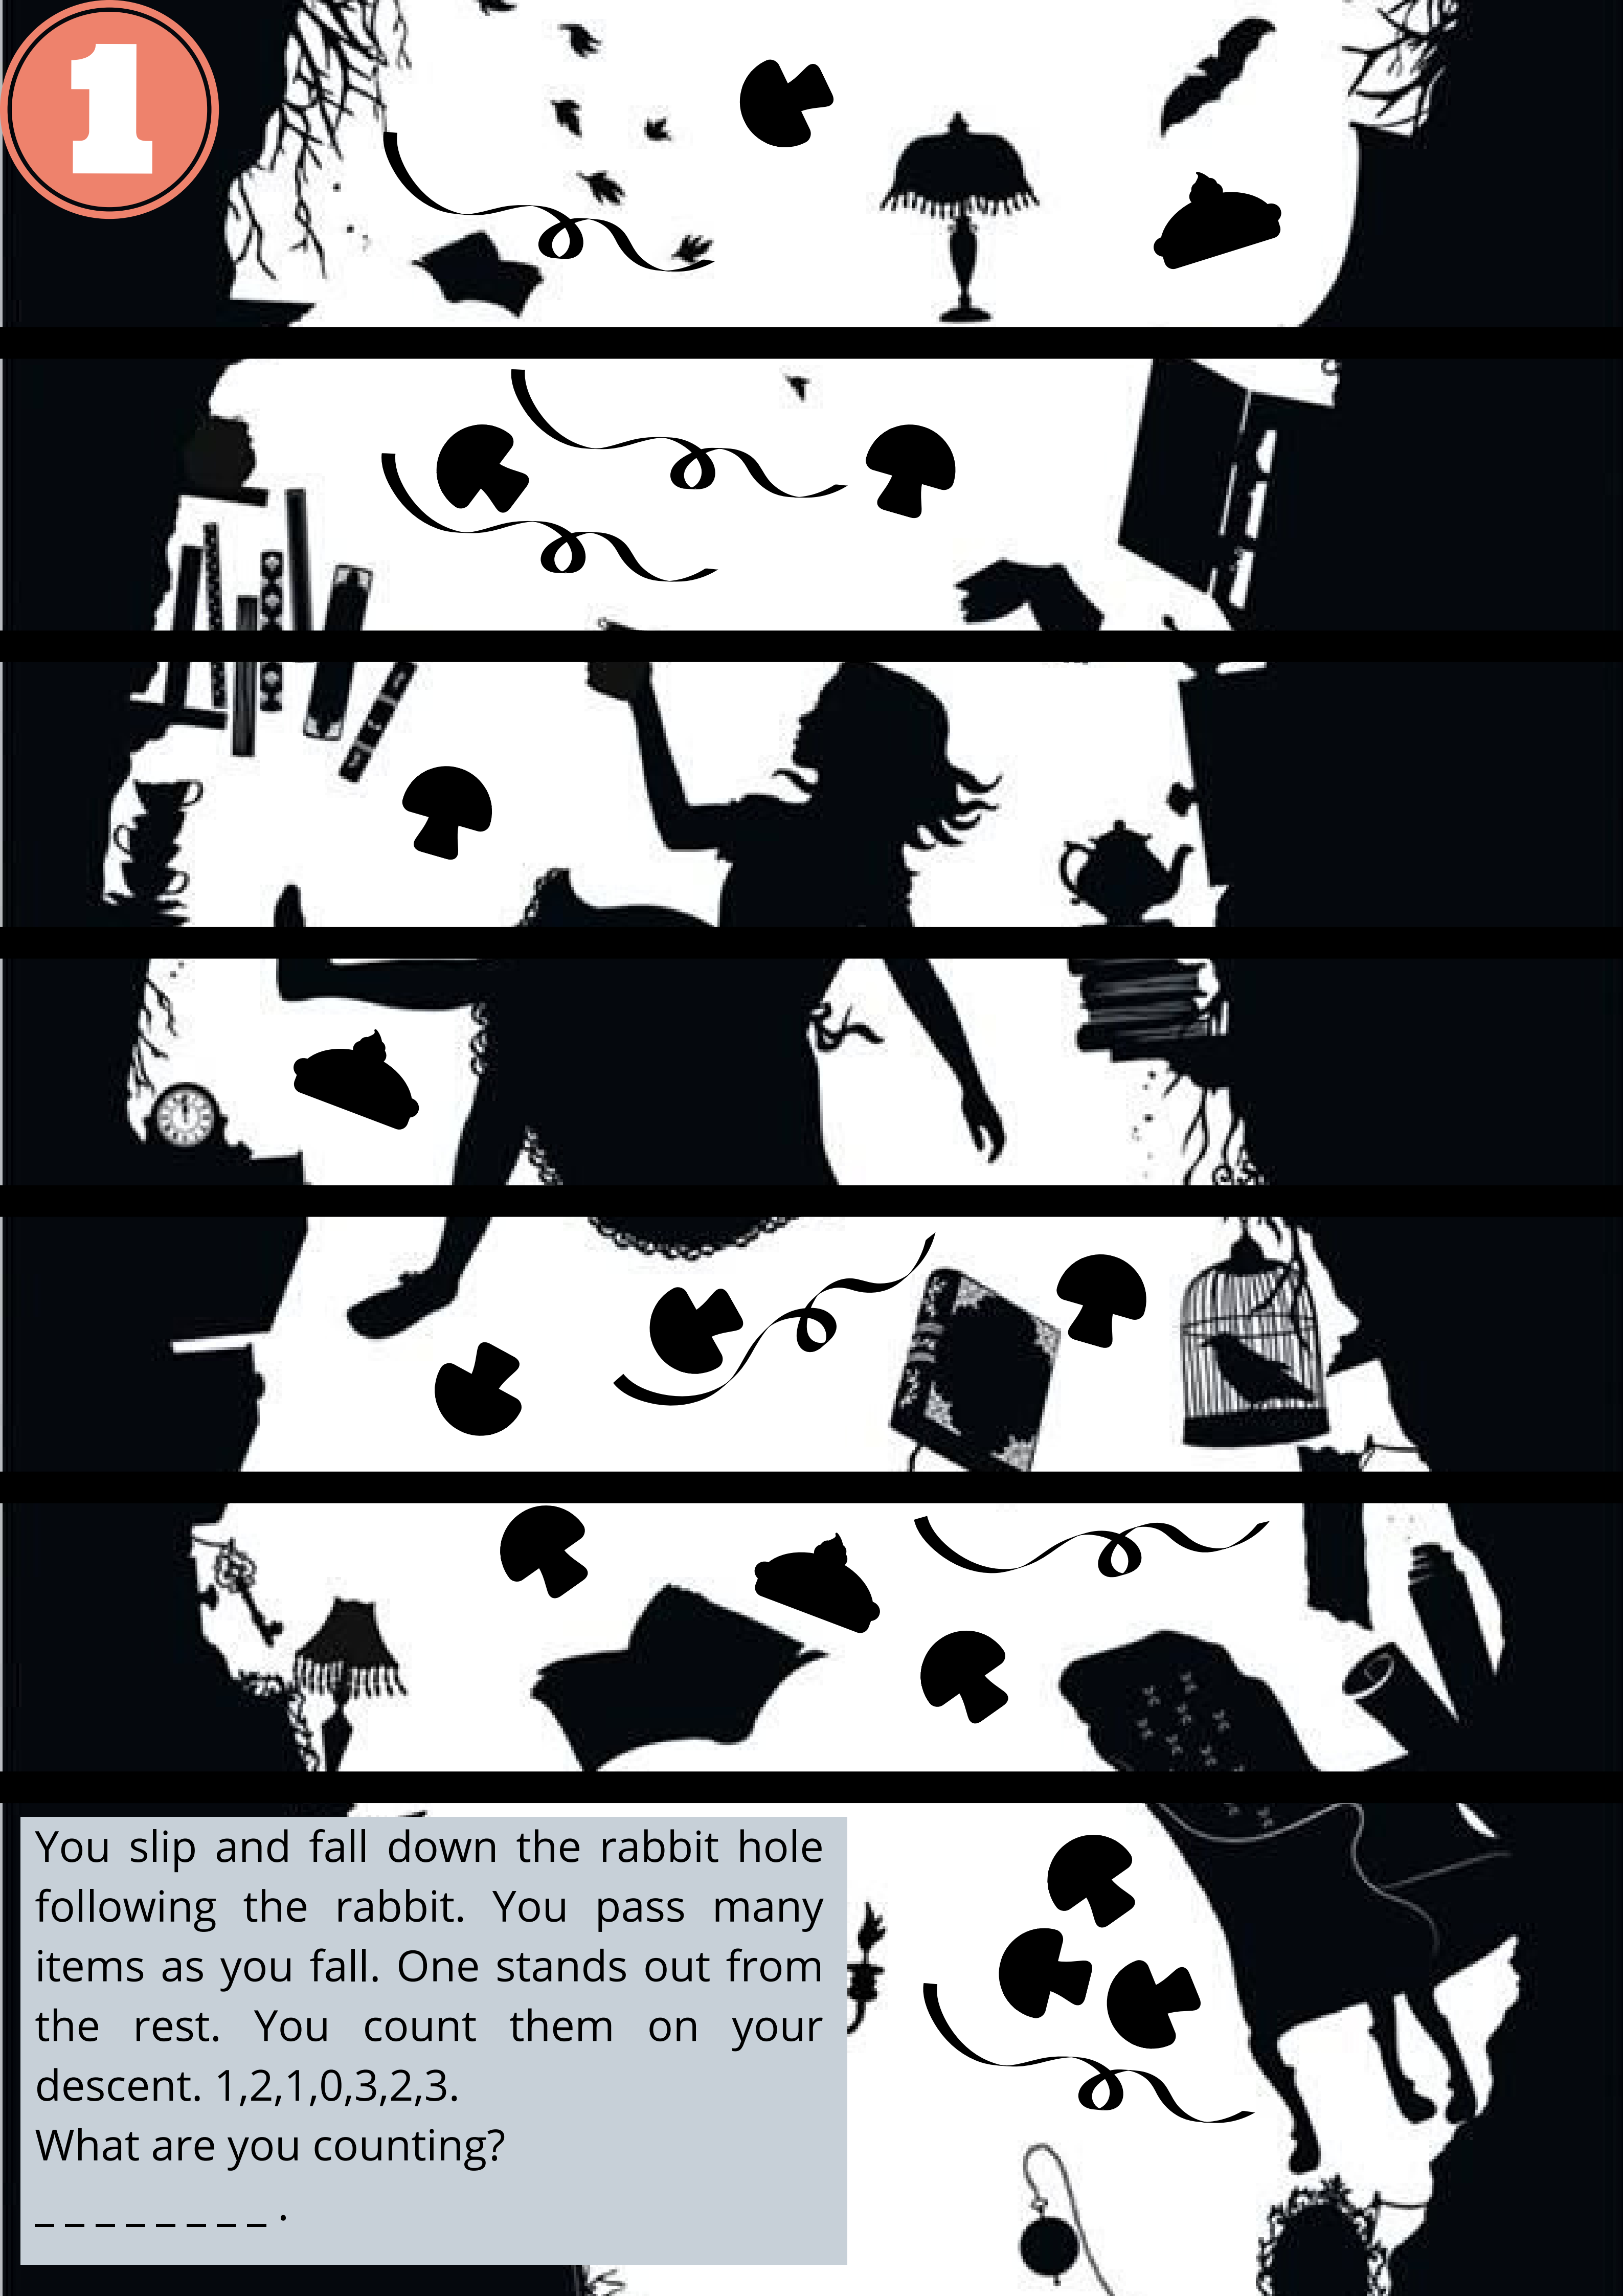 1
You slip and fall down the rabbit hole
following the rabbit. You pass many
items as you fall. One stands out from
the rest. You count them on your
descent. 1,2,1,0,3,2,3.
What are you counting?
_ _ _ _ _ _ _ _ .